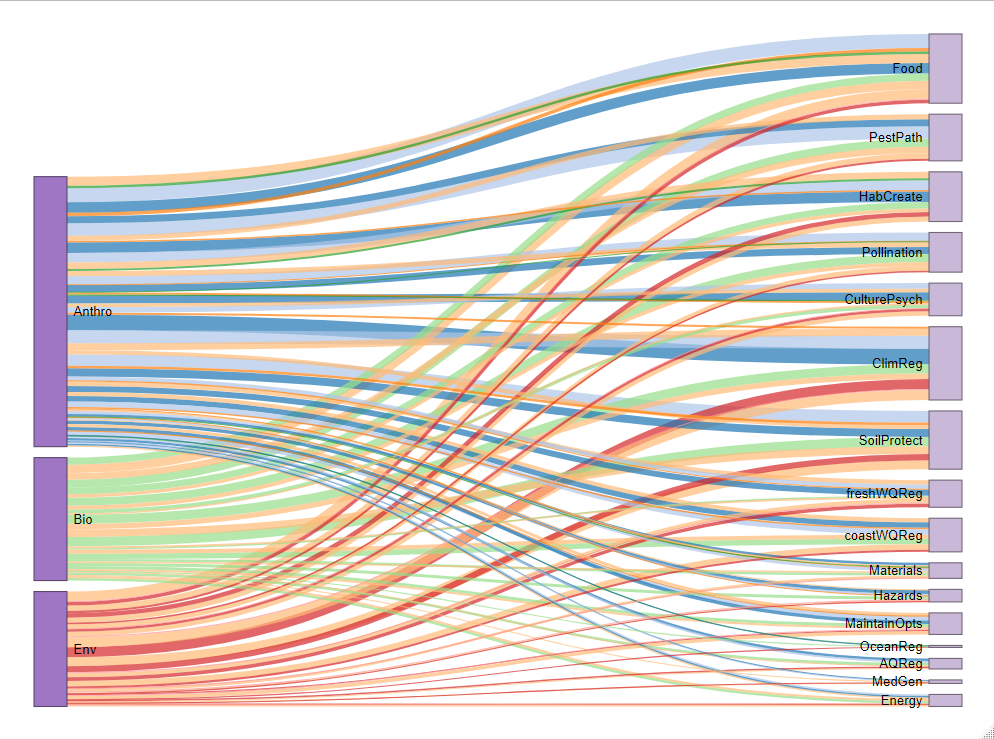 Food
PestPath
HabCreate
Pollination
CulturePsych
Anthro
ClimReg
SoilProtect
freshWQReg
Bio
coastWQReg
Materials
Hazards
MaintainOpts
OceanReg
Env
AQReg
MedGen
Energy